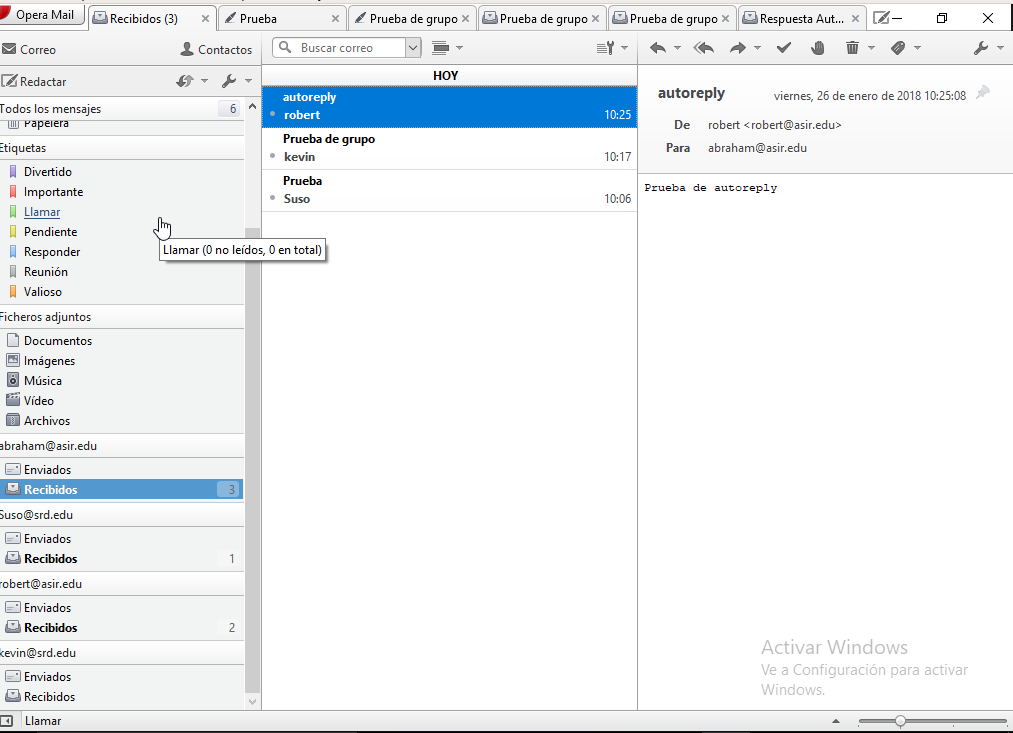 Opera Mail
Recibidos (3)
Prueba
Prueba de grupo
Prueba de grupo
Prueba de grupo
Respuesta Aut...
Correo
Contactos
Buscar correo
Redactar
Todos los mensajes 6
Papelera
Etiquetas
Divertido
Importante
Llamar
Pendiente
Responder
Reunión
Valioso
Llamar (0 no leídos, 0 en total)
Ficheros adjuntos
Documentos
Imágenes
Música
Vídeo
Archivos
abraham@asir.edu
Enviados
Recibidos 3
Suso@srd.edu
Enviados
Recibidos 1
robert@asir.edu
Enviados
Recibidos 2
kevin@srd.edu
Enviados
Recibidos
Llamar
HOY
autoreply
robert 10:25
Prueba de grupo
kevin 10:17
Prueba
Suso 10:06
autoreply viernes, 26 de enero de 2018 10:25:08
De robert <robert@asir.edu>
Para abraham@asir.edu
Prueba de autoreply
Activar Windows
Ve a Configuración para activar
Windows.